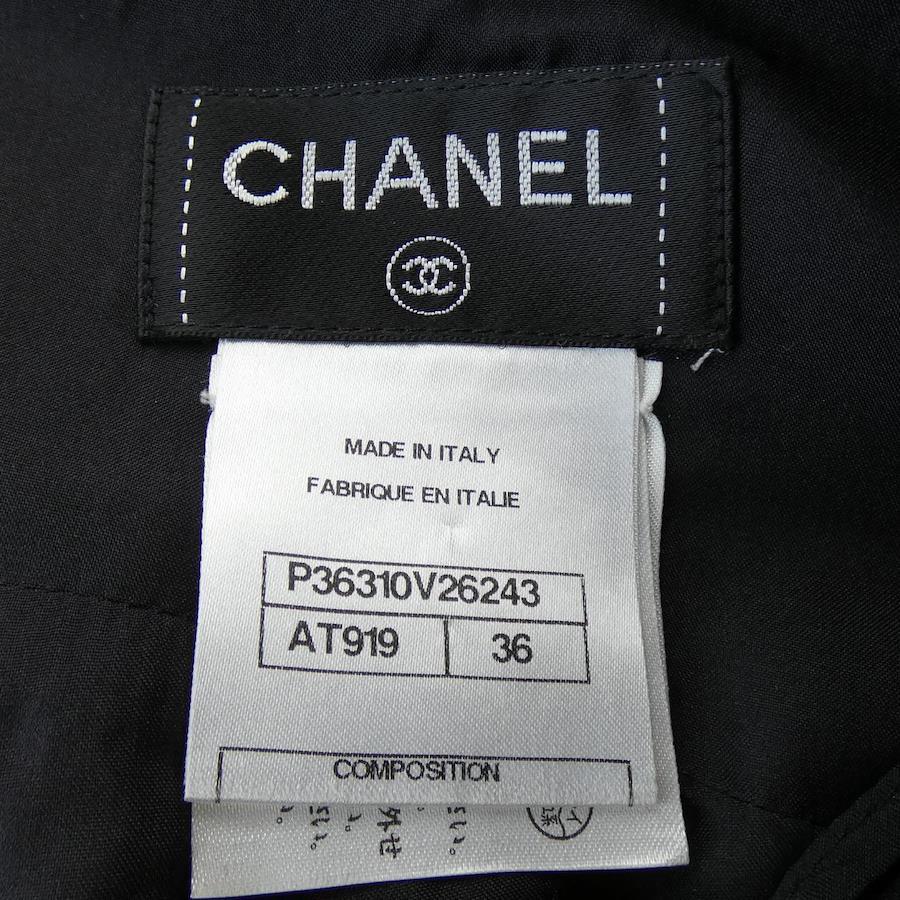 CHANEL
MADE IN ITALY
FABRIQUE EN ITALIE
P36310V26243
AT919 36
COMPOSITION